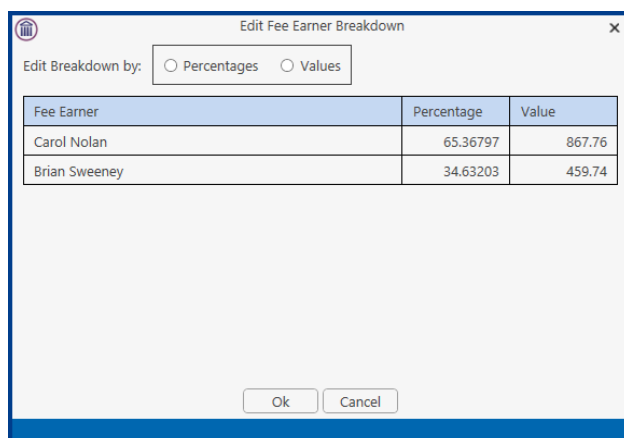 Edit Fee Earner Breakdown
Edit Breakdown by: Percentages Values
Fee Earner Percentage Value
Carol Nolan 65.36797 867.76
Brian Sweeney 34.63203 459.74
Ok Cancel